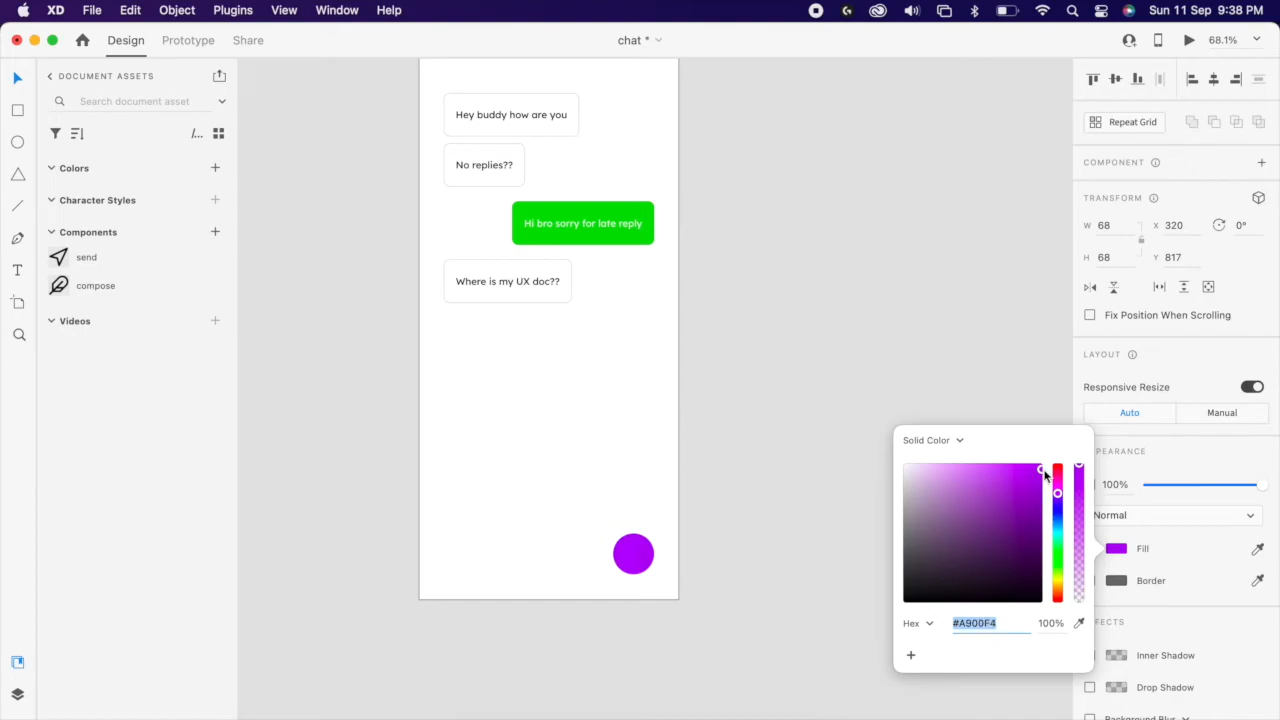 XD File Edit Object Plugins View Window Help Sun 11 Sep 9:38 PM
Design Prototype Share chat * 68.1%
DOCUMENT ASSETS
Search document asset
/...
Colors
Character Styles
Components
send
compose
Videos
Hey buddy how are you
No replies??
Hi bro sorry for late reply
Where is my UX doc??
Repeat Grid
COMPONENT
TRANSFORM
W 68 X 320 0°
H 68 Y 817
Fix Position When Scrolling
LAYOUT
Responsive Resize
Auto Manual
PEARANCE
100%
Normal
Fill
Border
FECTS
Inner Shadow
Drop Shadow
Background Blur
Solid Color
Hex #A900F4 100%